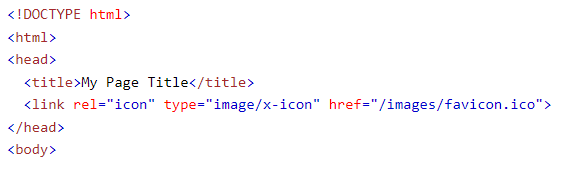 <!DOCTYPE html>
<html>
<head>
<title>My Page Title</title>
<link rel="icon" type="image/x-icon" href="/images/favicon.ico">
</head>
<body>